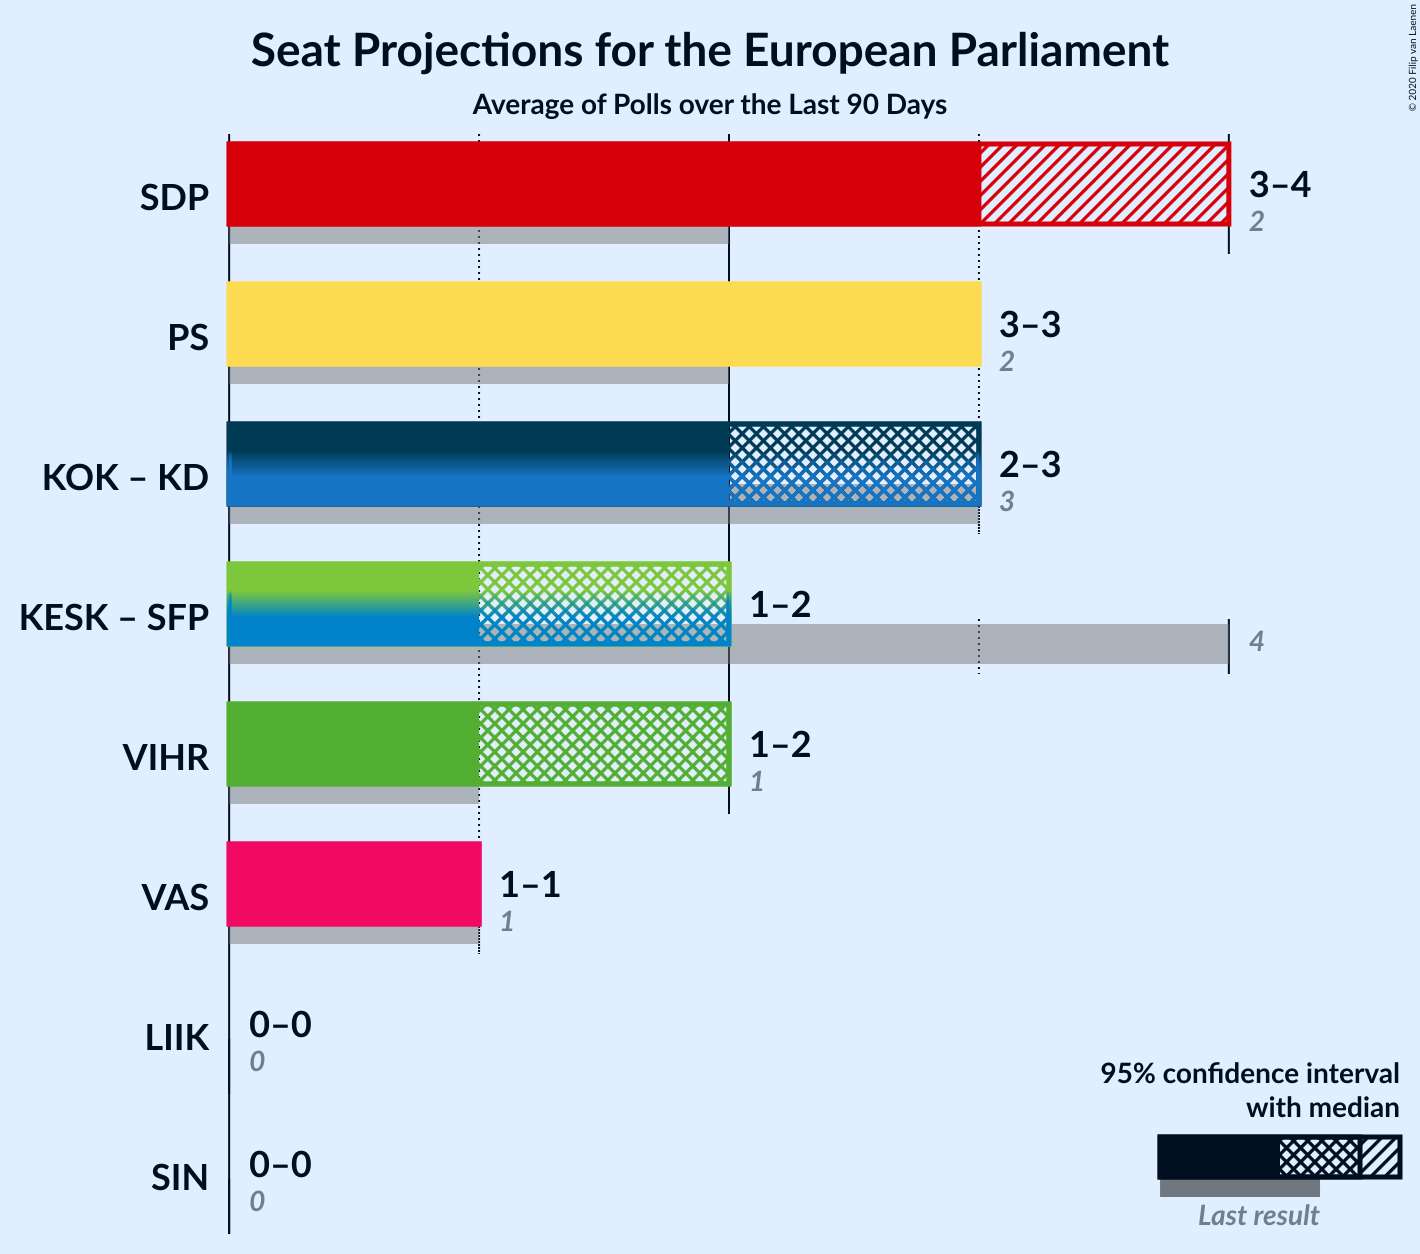 Seat Projections for the European Parliament
Average of Polls over the Last 90 Days
© 2020 Filip van Laenen
SDP
3–4
2
PS
3–3
2
KOK – KD
2–3
3
KESK – SFP
1–2
4
VIHR
1–2
1
VAS
1–1
1
LIIK
0–0
0
SIN
0–0
0
95% confidence interval
with median
Last result